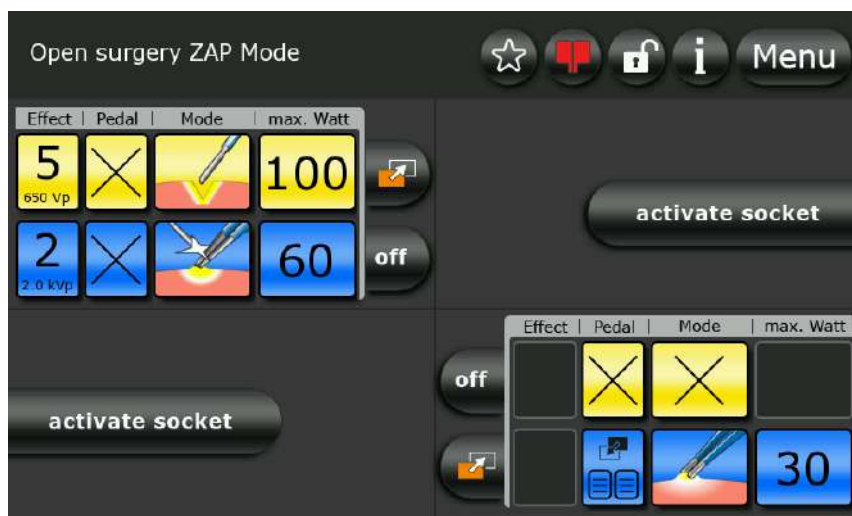 Open surgery ZAP Mode
i
Menu
Effect | Pedal | Mode | max. Watt
5
650 Vp
100
2
2.0 kVp
60
off
activate socket
activate socket
Effect | Pedal | Mode | max. Watt
off
30